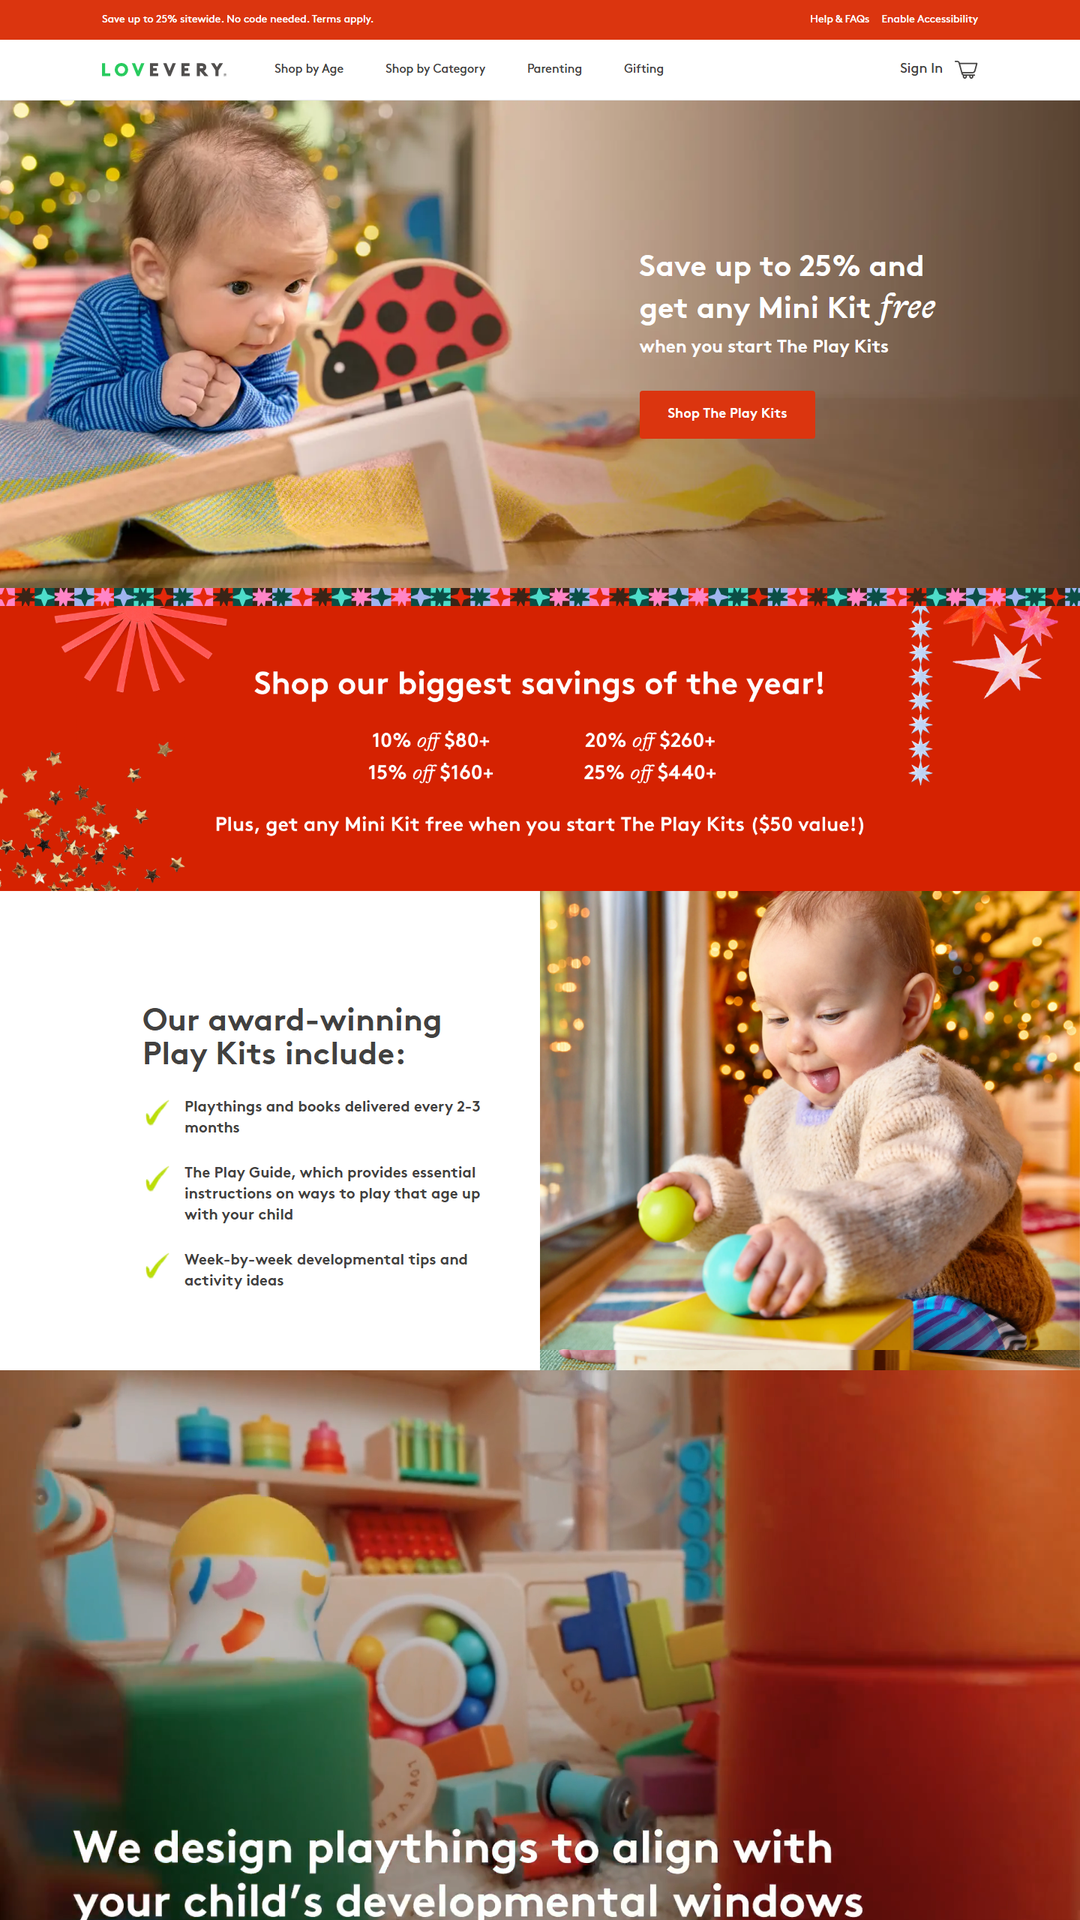 Save up to 25% sitewide. No code needed. Terms apply.
Help & FAQs Enable Accessibility
LOVEVERY.
Shop by Age Shop by Category Parenting Gifting
Sign In
Save up to 25% and
get any Mini Kit free
when you start The Play Kits
Shop The Play Kits
Shop our biggest savings of the year!
10% off $80+ 20% off $260+
15% off $160+ 25% off $440+
Plus, get any Mini Kit free when you start The Play Kits ($50 value!)
Our award-winning
Play Kits include:
Playthings and books delivered every 2-3
months
The Play Guide, which provides essential
instructions on ways to play that age up
with your child
Week-by-week developmental tips and
activity ideas
LOVEVERY
LOVEVERY
We design playthings to align with
your child’s developmental windows